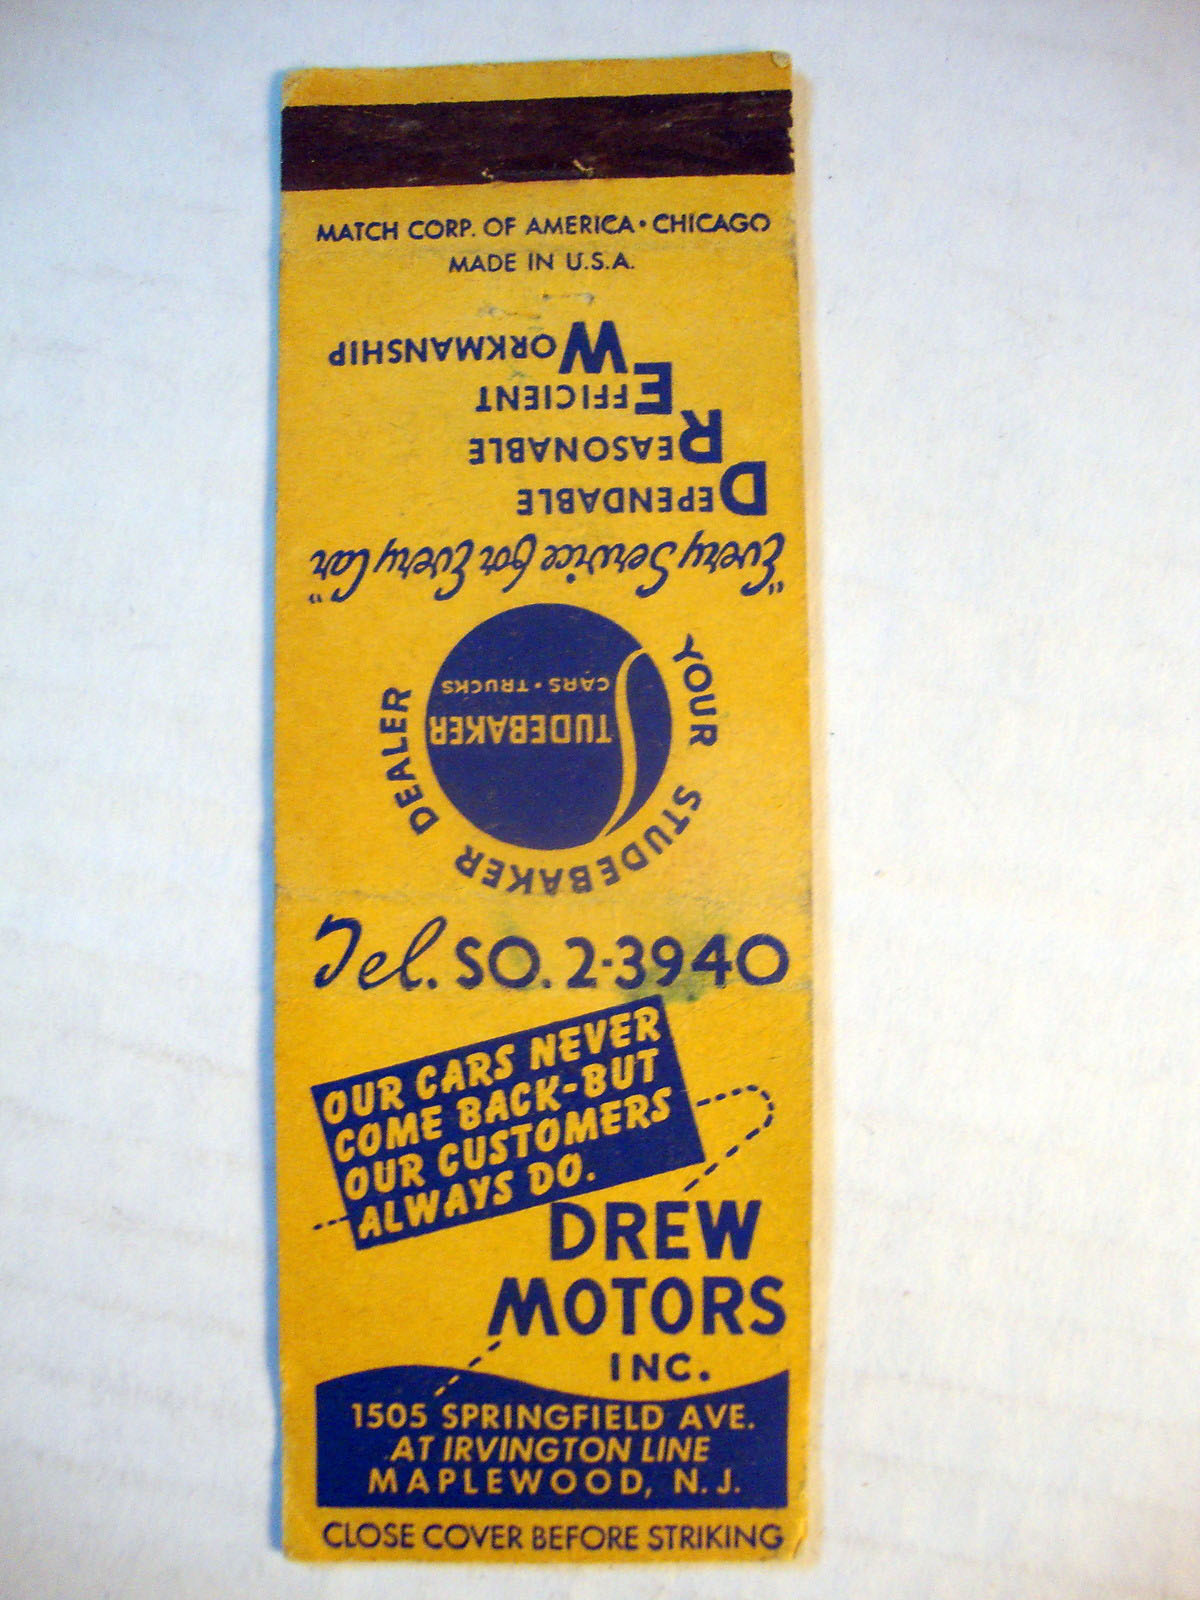 MATCH CORP. OF AMERICA • CHICAGO
MADE IN U.S.A.
YOUR STUDEBAKER DEALER
STUDEBAKER
CARS • TRUCKS
"Every Service for Every Car"
DEPENDABLE
REASONABLE
EFFICIENT
WORKMANSHIP
Tel. SO. 2-3940
OUR CARS NEVER
COME BACK-BUT
OUR CUSTOMERS
ALWAYS DO.
DREW
MOTORS
INC.
1505 SPRINGFIELD AVE.
AT IRVINGTON LINE
MAPLEWOOD, N.J.
CLOSE COVER BEFORE STRIKING